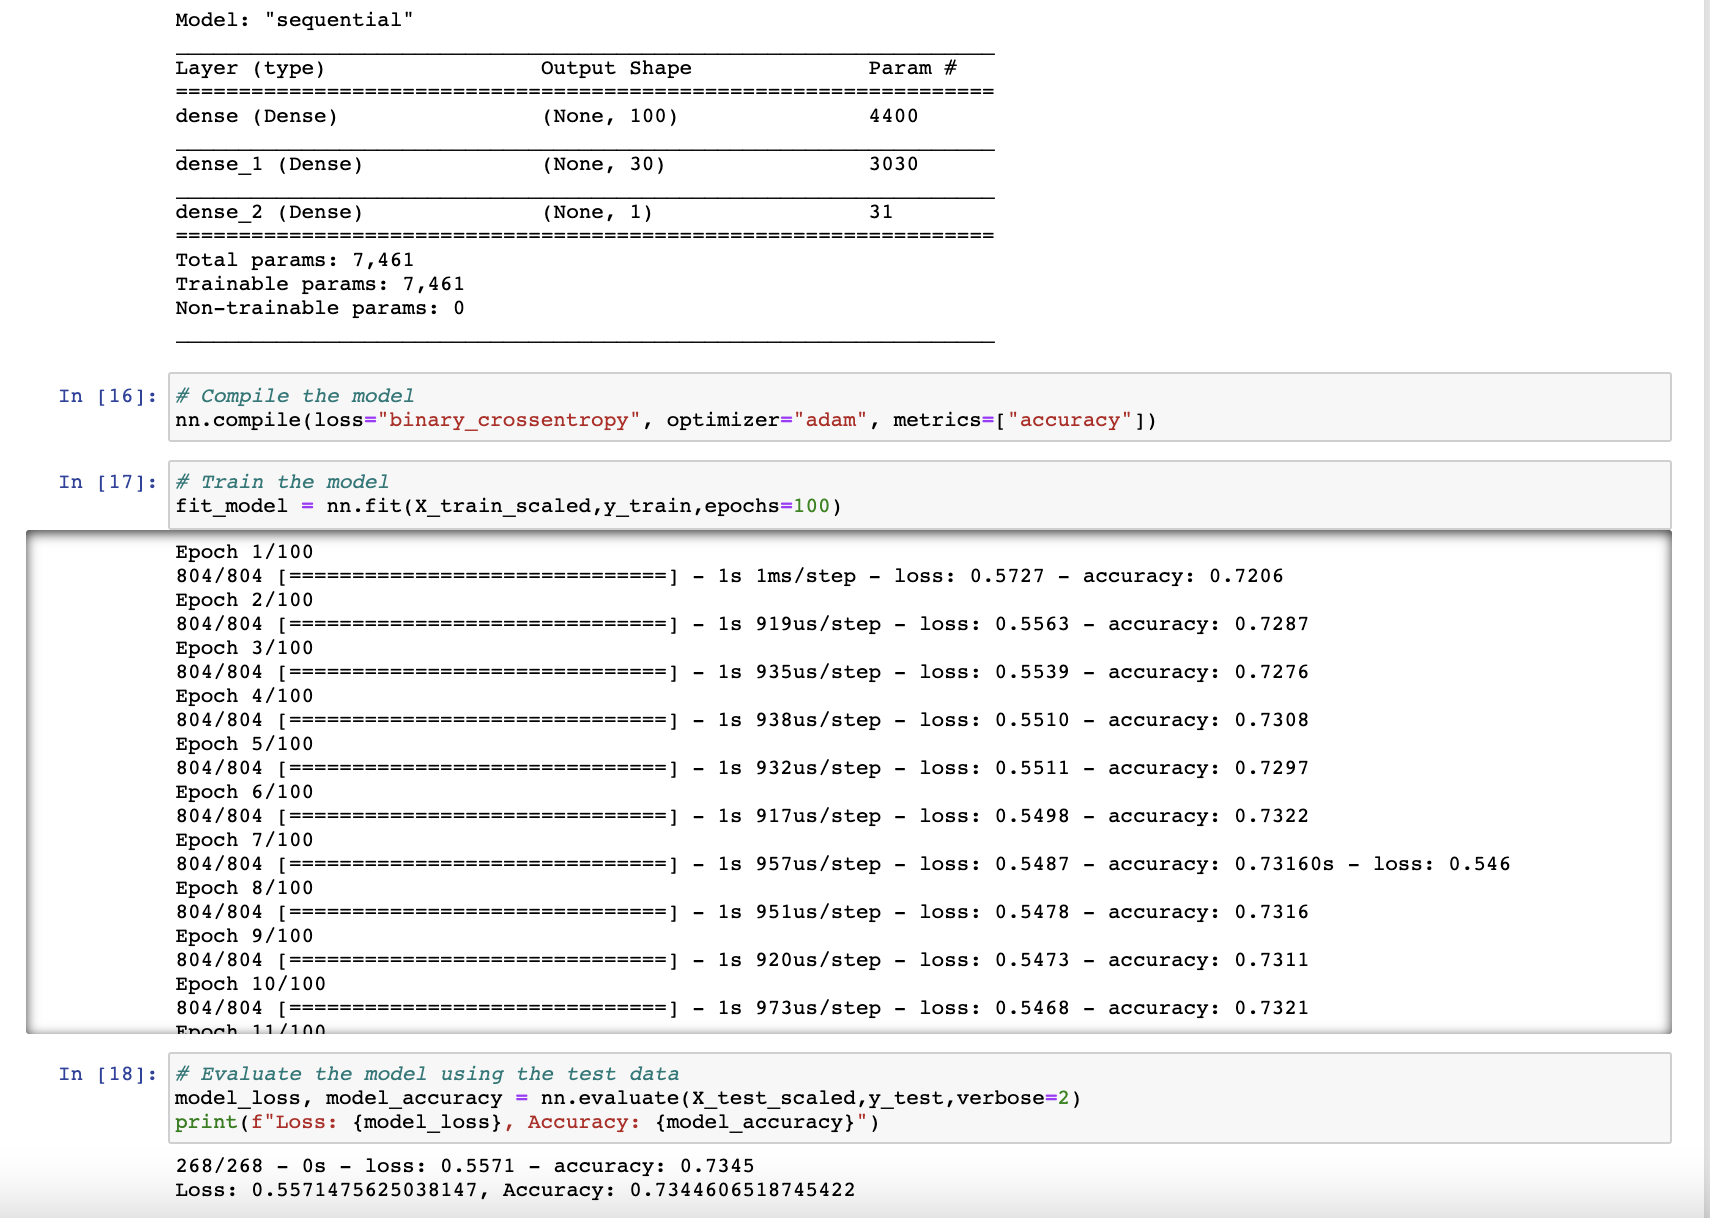 Model: "sequential"
_________________________________________________________________
Layer (type)                 Output Shape              Param #
=================================================================
dense (Dense)                (None, 100)               4400
_________________________________________________________________
dense_1 (Dense)              (None, 30)                3030
_________________________________________________________________
dense_2 (Dense)              (None, 1)                 31
=================================================================
Total params: 7,461
Trainable params: 7,461
Non-trainable params: 0
_________________________________________________________________
In [16]: # Compile the model
nn.compile(loss="binary_crossentropy", optimizer="adam", metrics=["accuracy"])
In [17]: # Train the model
fit_model = nn.fit(X_train_scaled,y_train,epochs=100)
Epoch 1/100
804/804 [==============================] - 1s 1ms/step - loss: 0.5727 - accuracy: 0.7206
Epoch 2/100
804/804 [==============================] - 1s 919us/step - loss: 0.5563 - accuracy: 0.7287
Epoch 3/100
804/804 [==============================] - 1s 935us/step - loss: 0.5539 - accuracy: 0.7276
Epoch 4/100
804/804 [==============================] - 1s 938us/step - loss: 0.5510 - accuracy: 0.7308
Epoch 5/100
804/804 [==============================] - 1s 932us/step - loss: 0.5511 - accuracy: 0.7297
Epoch 6/100
804/804 [==============================] - 1s 917us/step - loss: 0.5498 - accuracy: 0.7322
Epoch 7/100
804/804 [==============================] - 1s 957us/step - loss: 0.5487 - accuracy: 0.73160s - loss: 0.546
Epoch 8/100
804/804 [==============================] - 1s 951us/step - loss: 0.5478 - accuracy: 0.7316
Epoch 9/100
804/804 [==============================] - 1s 920us/step - loss: 0.5473 - accuracy: 0.7311
Epoch 10/100
804/804 [==============================] - 1s 973us/step - loss: 0.5468 - accuracy: 0.7321
Epoch 11/100
In [18]: # Evaluate the model using the test data
model_loss, model_accuracy = nn.evaluate(X_test_scaled,y_test,verbose=2)
print(f"Loss: {model_loss}, Accuracy: {model_accuracy}")
268/268 - 0s - loss: 0.5571 - accuracy: 0.7345
Loss: 0.5571475625038147, Accuracy: 0.7344606518745422